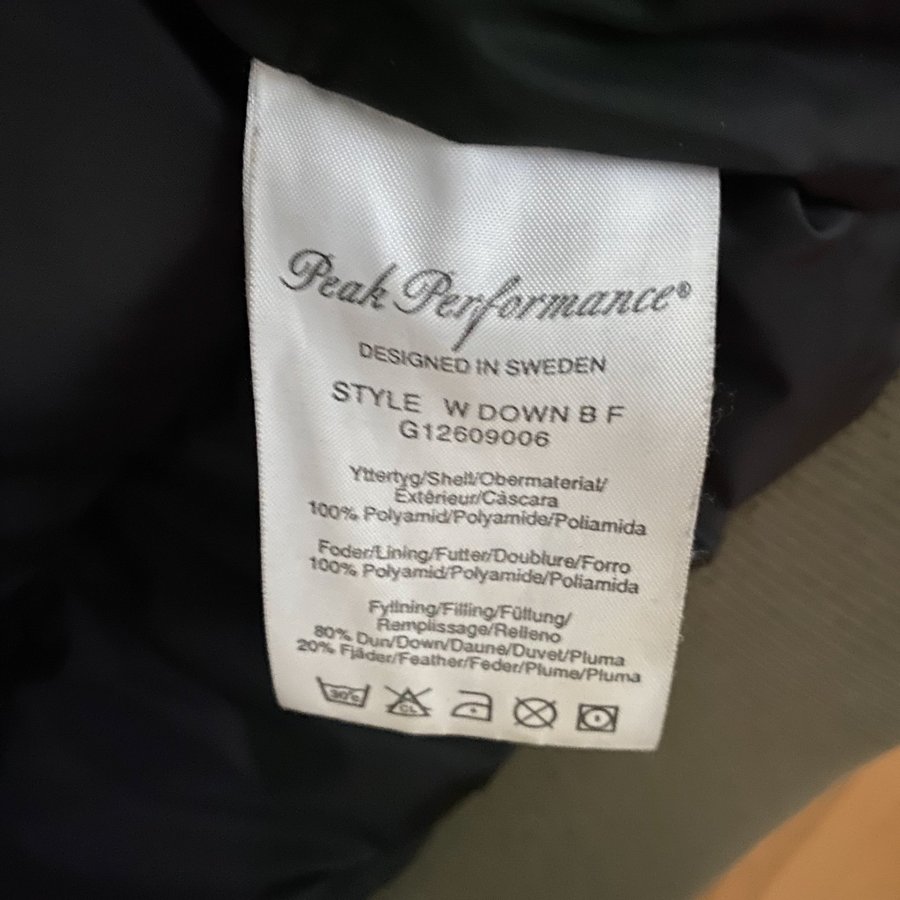 Peak Performance®
DESIGNED IN SWEDEN
STYLE W DOWN B F
G12609006
Yttertyg/Shell/Obermaterial/
Extérieur/Cáscara
100% Polyamid/Polyamide/Poliamida
Foder/Lining/Futter/Doublure/Forro
100% Polyamid/Polyamide/Poliamida
Fyllning/Filling/Füllung/
Remplissage/Relleno
80% Dun/Down/Daune/Duvet/Pluma
20% Fjäder/Feather/Feder/Plume/Pluma
30°c CL